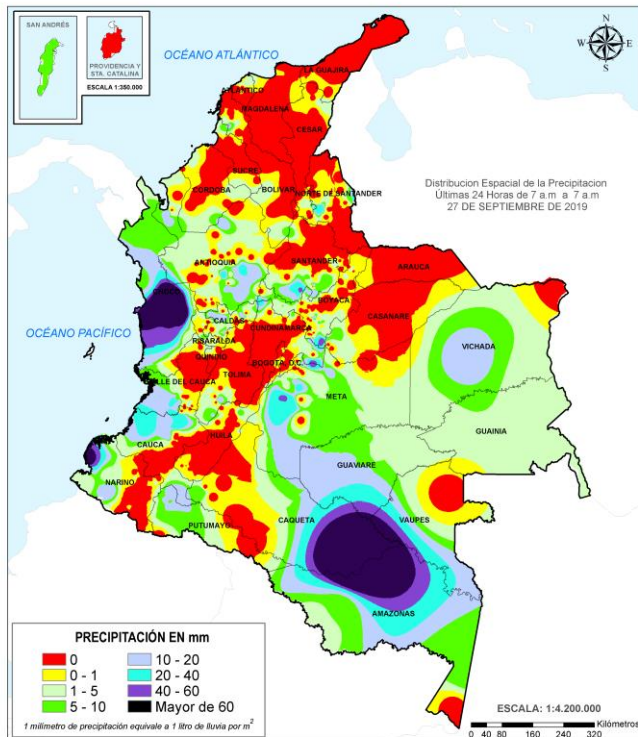 SAN ANDRÉS
PROVIDENCIA Y
STA. CATALINA
ESCALA 1:350.000
OCÉANO ATLÁNTICO
N
W E
S
LA GUAJIRA
ATLÁNTICO
MAGDALENA
CESAR
SUCRE
CÓRDOBA
BOLIVAR
NORTE DE SANTANDER
Distribucion Espacial de la Precipitacion
Últimas 24 Horas de 7 a.m a 7 a.m
27 DE SEPTIEMBRE DE 2019
ANTIOQUIA
SANTANDER
ARAUCA
CHOCO
BOYACA
CASANARE
OCÉANO PACÍFICO
CALDAS
CUNDINAMARCA
RISARALDA
VICHADA
QUINDIO
BOGOTA, D.C.
TOLIMA
VALLE DEL CAUCA
META
GUAINIA
CAUCA
HUILA
GUAVIARE
NARIÑO
CAQUETA
VAUPES
PUTUMAYO
AMAZONAS
PRECIPITACIÓN EN mm
0 10 - 20
0 - 1 20 - 40
1 - 5 40 - 60
5 - 10 Mayor de 60
1 milimetro de precipitación equivale a 1 litro de lluvia por m2
ESCALA: 1:4.200.000
Kilómetros
0 40 80 160 240 320